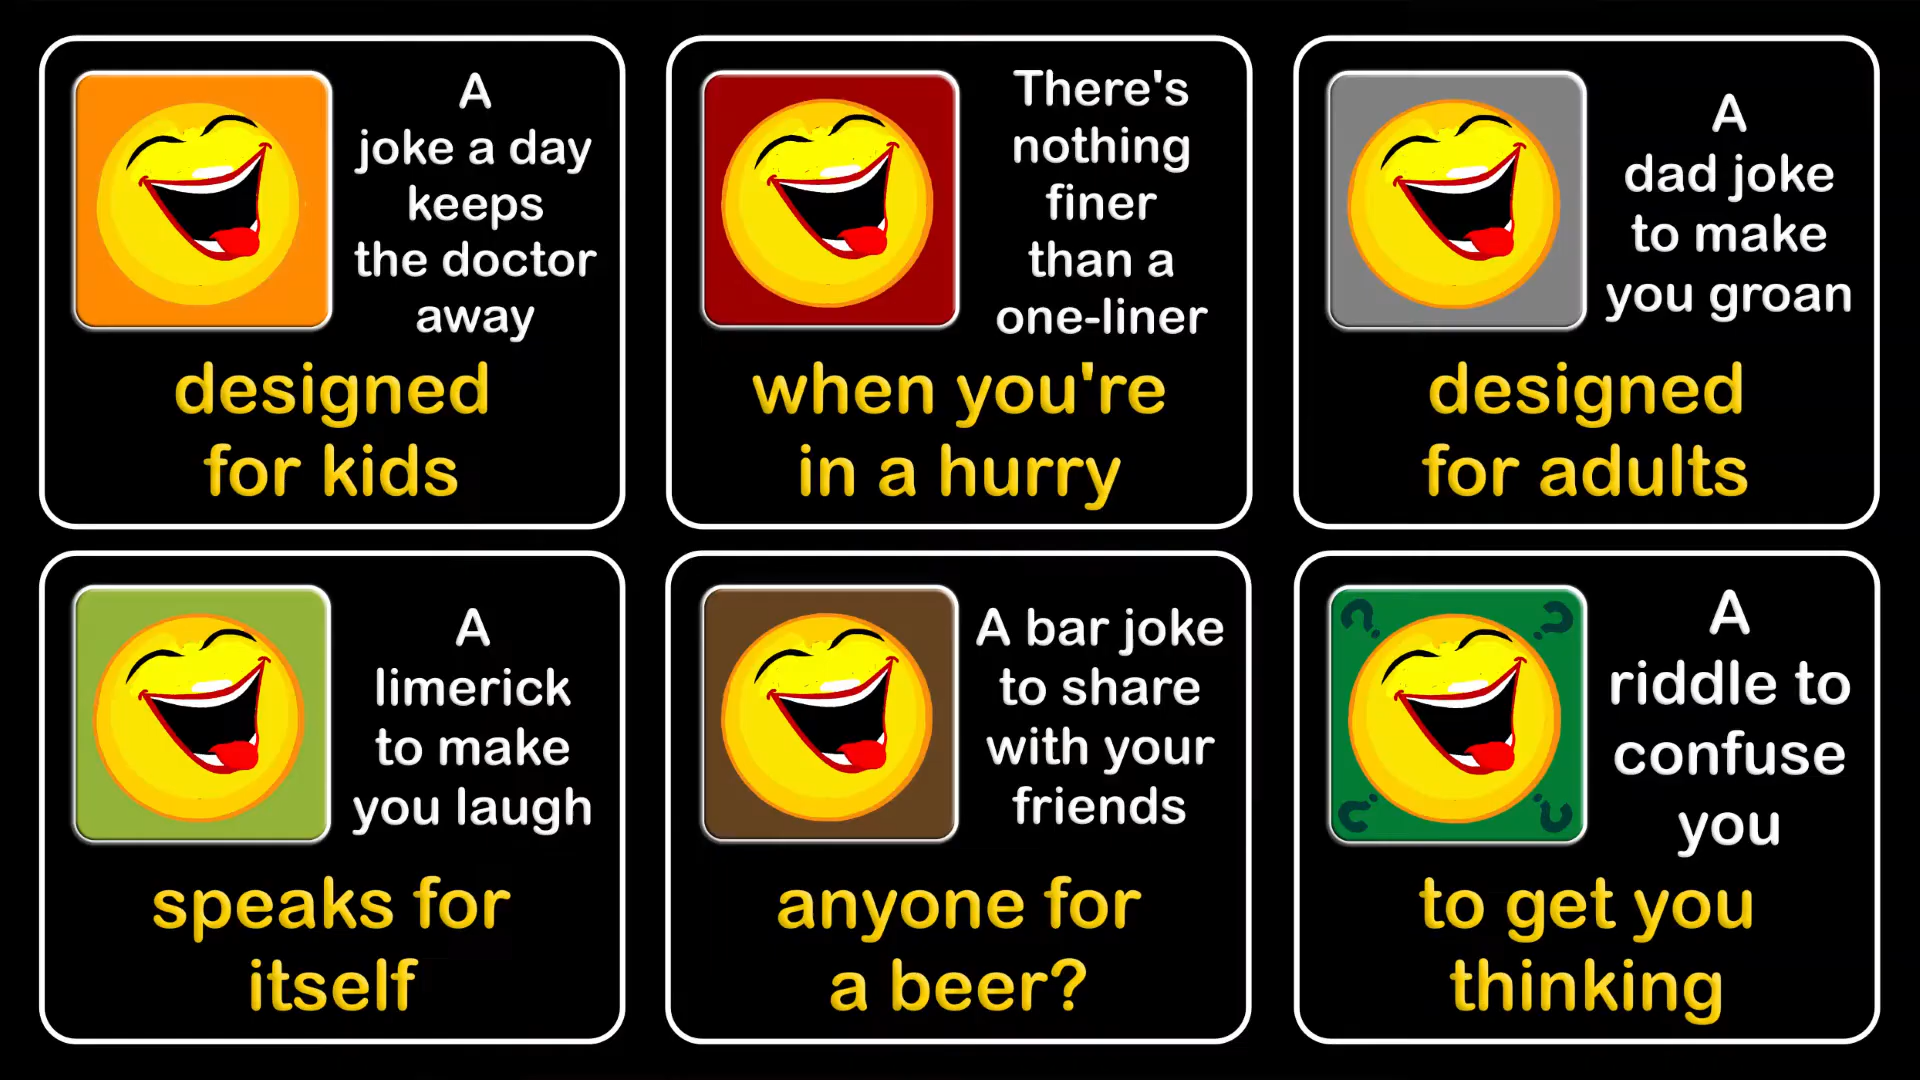 A
joke a day
keeps
the doctor
away
designed
for kids
There's
nothing
finer
than a
one-liner
when you're
in a hurry
A
dad joke
to make
you groan
designed
for adults
A
limerick
to make
you laugh
speaks for
itself
A bar joke
to share
with your
friends
anyone for
a beer?
? ?
? ?
A
riddle to
confuse
you
to get you
thinking